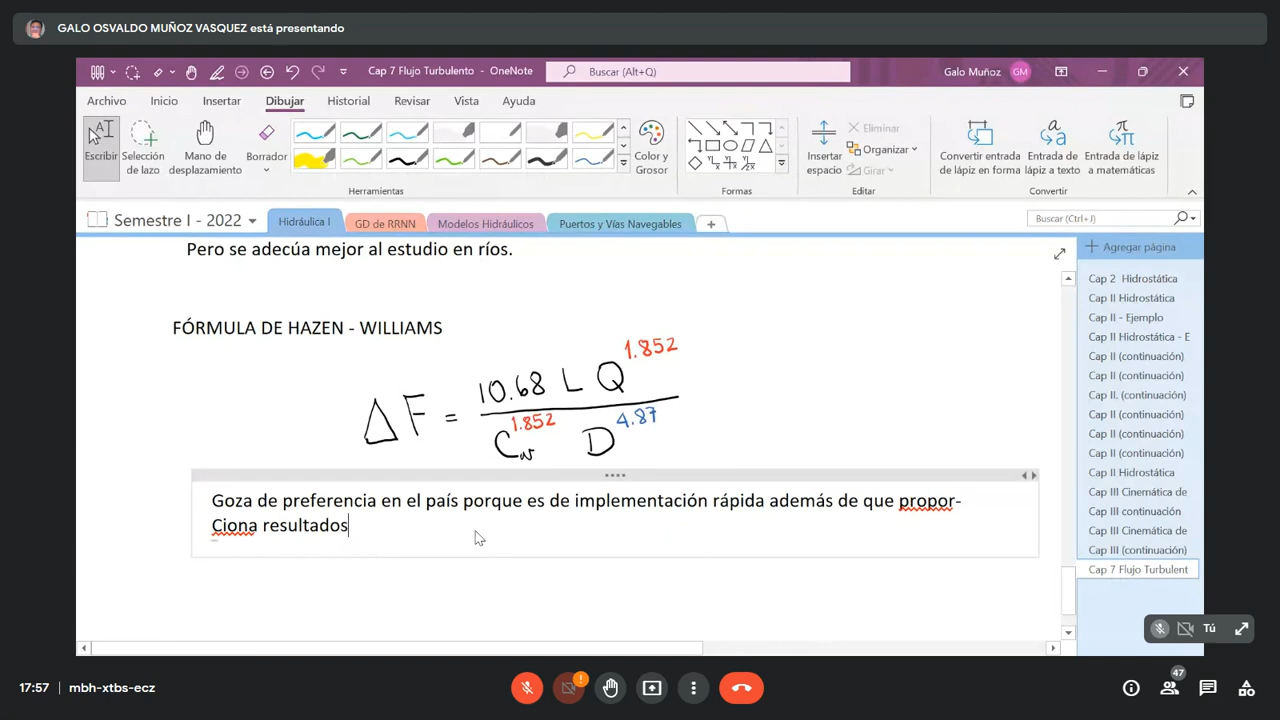 GALO OSVALDO MUÑOZ VASQUEZ está presentando
Cap 7 Flujo Turbulento - OneNote
Buscar (Alt+Q)
Galo Muñoz GM
Archivo Inicio Insertar Dibujar Historial Revisar Vista Ayuda
Escribir
Selección de lazo
Mano de desplazamiento
Borrador
Herramientas
Color y Grosor
Formas
Insertar espacio
Eliminar
Organizar
Girar
Editar
Convertir entrada de lápiz en forma
Entrada de lápiz a texto
Entrada de lápiz a matemáticas
Convertir
Semestre I - 2022
Hidráulica I GD de RRNN Modelos Hidráulicos Puertos y Vías Navegables
Buscar (Ctrl+J)
Pero se adecúa mejor al estudio en ríos.
FÓRMULA DE HAZEN - WILLIAMS
1.852
10.68 L Q
ΔF =
1.852 4.87
Cw D
Goza de preferencia en el país porque es de implementación rápida además de que propor-
Ciona resultados
Agregar página
Cap 2 Hidrostática
Cap II Hidrostática
Cap II - Ejemplo
Cap II Hidrostática - E
Cap II (continuación)
Cap II (continuación)
Cap II. (continuación)
Cap II (continuación)
Cap II (continuación)
Cap II (continuación)
Cap II Hidrostática
Cap III Cinemática de
Cap III continuación
Cap III Cinemática de
Cap III (continuación)
Cap 7 Flujo Turbulent
Tú
17:57 | mbh-xtbs-ecz
47